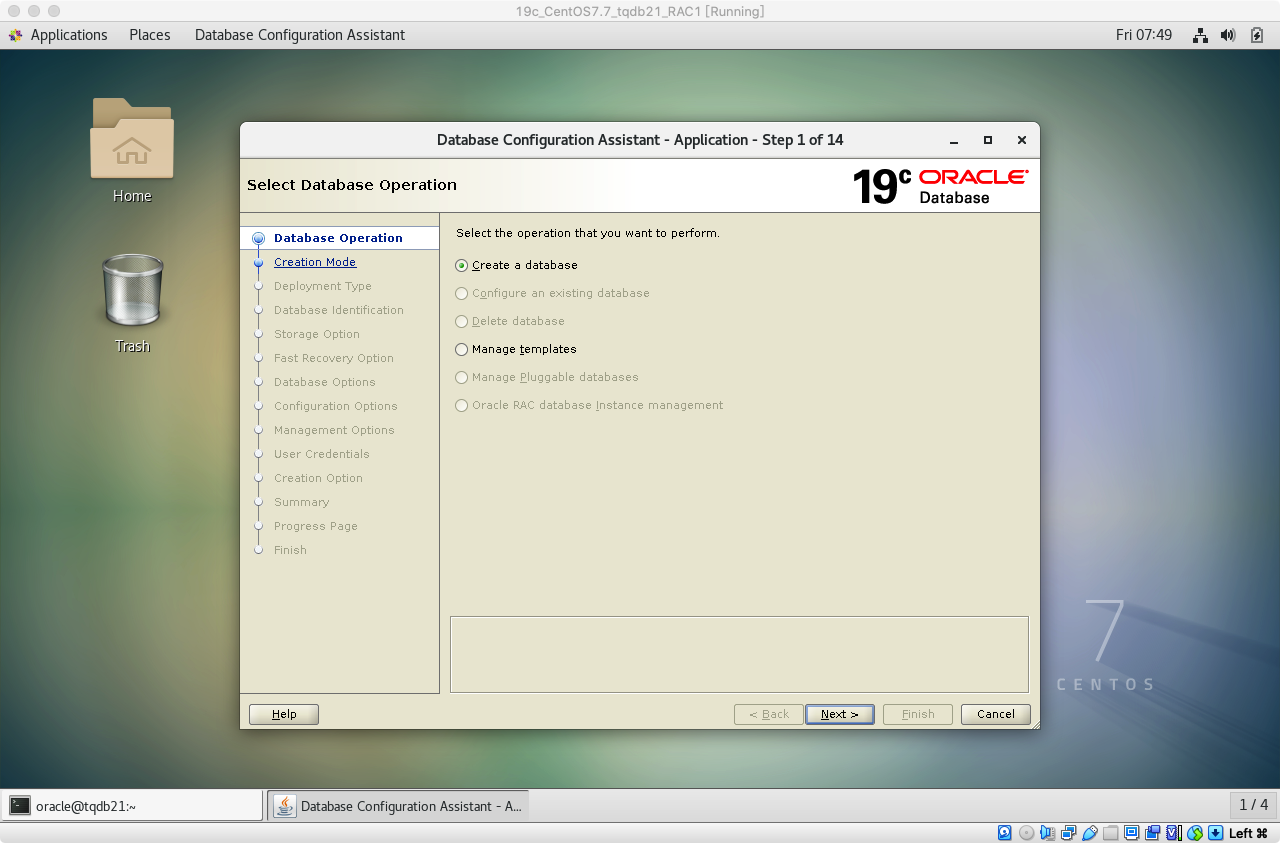 19c_CentOS7.7_tqdb21_RAC1 [Running]
Applications Places Database Configuration Assistant Fri 07:49
Home
Trash
Database Configuration Assistant - Application - Step 1 of 14
Select Database Operation
19c ORACLE Database
Database Operation
Creation Mode
Deployment Type
Database Identification
Storage Option
Fast Recovery Option
Database Options
Configuration Options
Management Options
User Credentials
Creation Option
Summary
Progress Page
Finish
Select the operation that you want to perform.
Create a database
Configure an existing database
Delete database
Manage templates
Manage Pluggable databases
Oracle RAC database Instance management
Help < Back Next > Finish Cancel
7
CENTOS
oracle@tqdb21:~ Database Configuration Assistant - A... 1 / 4
Left ⌘